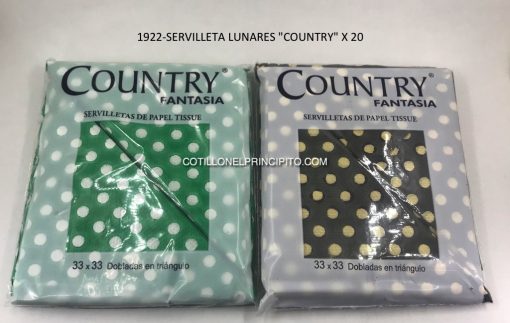 1922-SERVILLETA LUNARES "COUNTRY" X 20
COUNTRY®
FANTASIA
SERVILLETAS DE PAPEL TISSUE
33 x 33 Dobladas en triángulo
COUNTRY®
FANTASIA
SERVILLETAS DE PAPEL TISSUE
33 x 33 Dobladas en triángulo
COTILLONELPRINCIPITO.COM